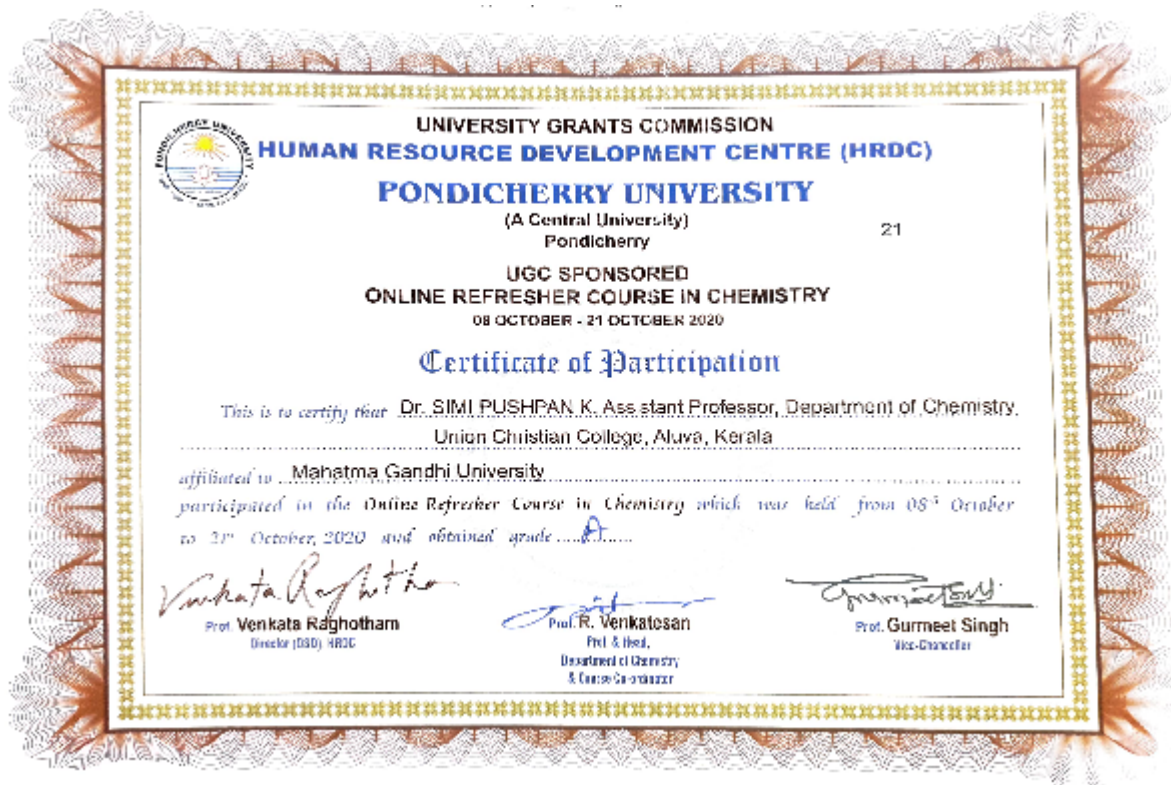 UNIVERSITY GRANTS COMMISSION
HUMAN RESOURCE DEVELOPMENT CENTRE (HRDC)
PONDICHERRY UNIVERSITY
(A Central University)
Pondicherry
21
UGC SPONSORED
ONLINE REFRESHER COURSE IN CHEMISTRY
08 OCTOBER - 21 OCTOBER 2020
Certificate of Participation
This is to certify that Dr. SIMI PUSHPAN K. Assistant Professor, Department of Chemistry,
Union Christian College, Aluva, Kerala
affiliated to Mahatma Gandhi University
participated in the Online Refresher Course in Chemistry which was held from 08th October
to 21st October, 2020 and obtained grade ..... A .....
Prof. Venkata Raghotham
Director (OSD) HRDC
Prof. R. Venkatesan
Prof. & Head,
Department of Chemistry
& Course Co-ordinator
Prof. Gurmeet Singh
Vice-Chancellor